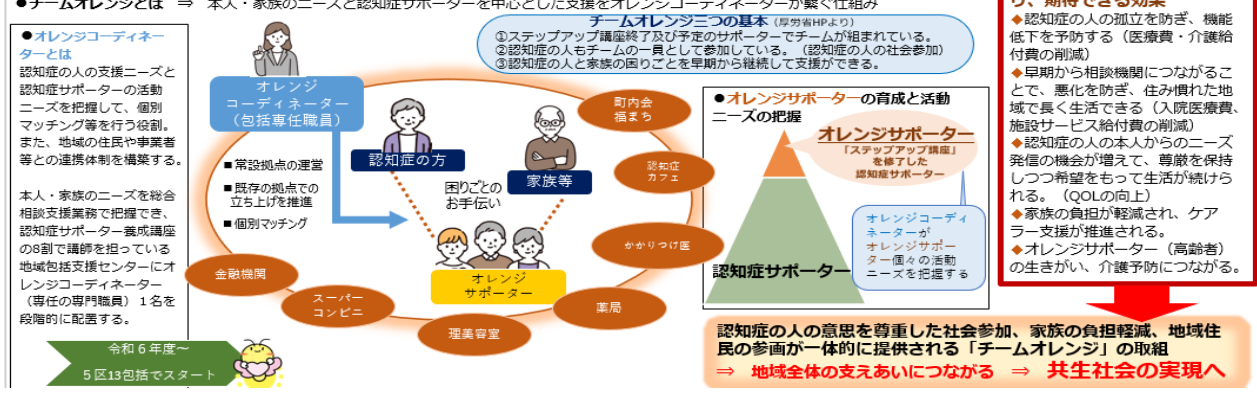 ●チームオレンジとは ⇒ 本人・家族のニーズと認知症サポーターを中心とした支援をオレンジコーディネーターが繋ぐ仕組み
●オレンジコーディネー
ターとは
認知症の人の支援ニーズと
認知症サポーターの活動
ニーズを把握して、個別
マッチング等を行う役割。
また、地域の住民や事業者
等との連携体制を構築する。
本人・家族のニーズを総合
相談支援業務で把握でき、
認知症サポーター養成講座
の8割で講師を担っている
地域包括支援センターにオ
レンジコーディネーター
（専任の専門職員）１名を
段階的に配置する。
令和６年度～
５区13包括でスタート
チームオレンジ三つの基本（厚労省HPより）
①ステップアップ講座終了及び予定のサポーターでチームが組まれている。
②認知症の人もチームの一員として参加している。（認知症の人の社会参加）
③認知症の人と家族の困りごとを早期から継続して支援ができる。
オレンジ
コーディネーター
（包括専任職員）
■常設拠点の運営
■既存の拠点での
立ち上げを推進
■個別マッチング
認知症の方
家族等
困りごとの
お手伝い
オレンジ
サポーター
町内会
福まち
認知症
カフェ
かかりつけ医
薬局
理美容室
スーパー
コンビニ
金融機関
●オレンジサポーターの育成と活動
ニーズの把握
オレンジサポーター
「ステップアップ講座」
を修了した
認知症サポーター
認知症サポーター
オレンジコーディ
ネーターが
オレンジサポー
ター個々の活動
ニーズを把握する
り、期待できる効果
◆認知症の人の孤立を防ぎ、機能
低下を予防する（医療費・介護給
付費の削減）
◆早期から相談機関につながるこ
とで、悪化を防ぎ、住み慣れた地
域で長く生活できる（入院医療費、
施設サービス給付費の削減）
◆認知症の人の本人からのニーズ
発信の機会が増えて、尊厳を保持
しつつ希望をもって生活が続けら
れる。（QOLの向上）
◆家族の負担が軽減され、ケア
ラー支援が推進される。
◆オレンジサポーター（高齢者）
の生きがい、介護予防につながる。
認知症の人の意思を尊重した社会参加、家族の負担軽減、地域住
民の参画が一体的に提供される「チームオレンジ」の取組
⇒ 地域全体の支えあいにつながる ⇒ 共生社会の実現へ